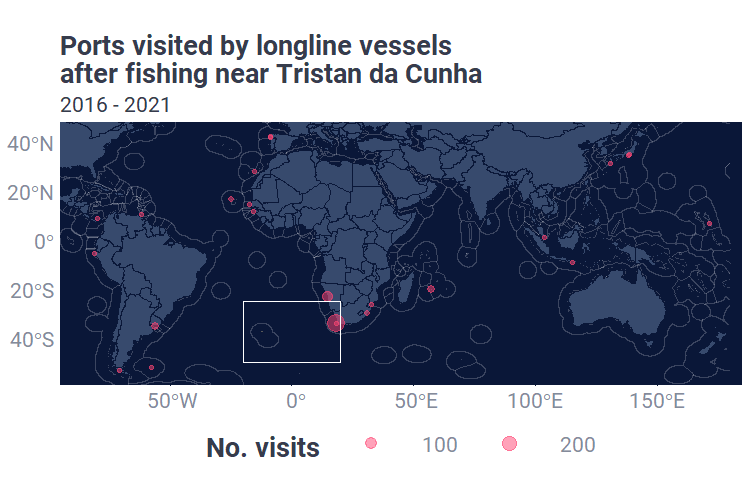 Ports visited by longline vessels
after fishing near Tristan da Cunha
2016 - 2021
40°N
20°N
0°
20°S
40°S
50°W
0°
50°E
100°E
150°E
No. visits
100
200